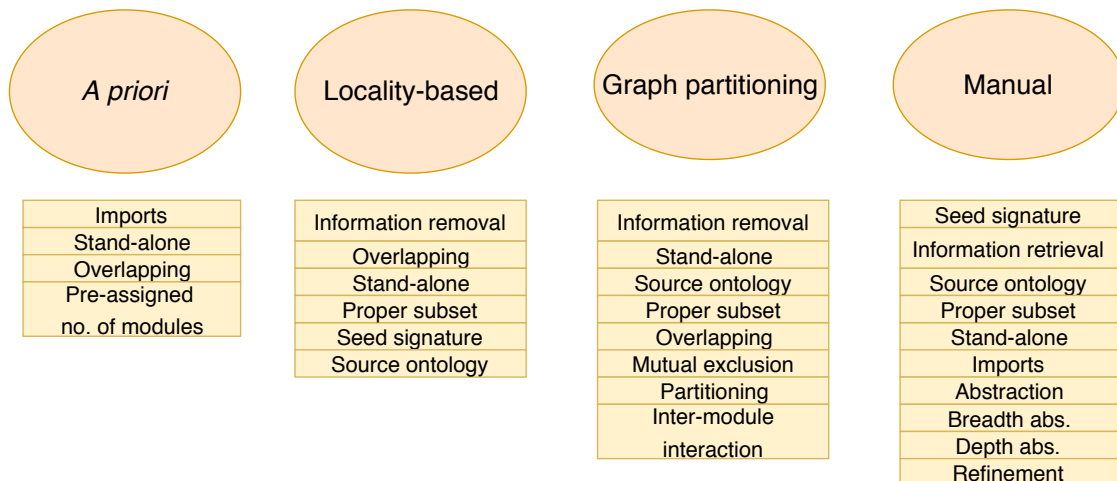 A priori
Locality-based
Graph partitioning
Manual
Imports
Stand-alone
Overlapping
Pre-assigned
no. of modules
Information removal
Overlapping
Stand-alone
Proper subset
Seed signature
Source ontology
Information removal
Stand-alone
Source ontology
Proper subset
Overlapping
Mutual exclusion
Partitioning
Inter-module
interaction
Seed signature
Information retrieval
Source ontology
Proper subset
Stand-alone
Imports
Abstraction
Breadth abs.
Depth abs.
Refinement